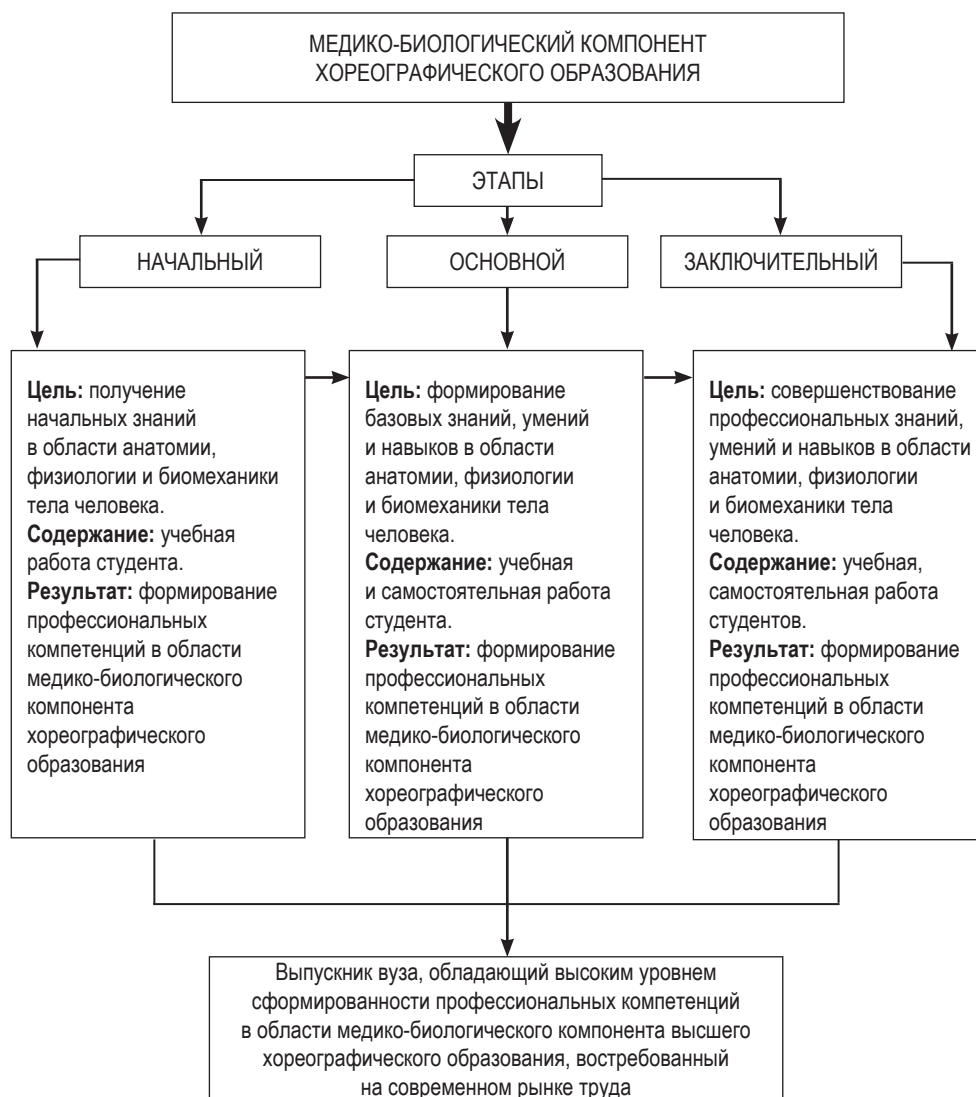 МЕДИКО-БИОЛОГИЧЕСКИЙ КОМПОНЕНТ
ХОРЕОГРАФИЧЕСКОГО ОБРАЗОВАНИЯ
ЭТАПЫ
НАЧАЛЬНЫЙ
ОСНОВНОЙ
ЗАКЛЮЧИТЕЛЬНЫЙ
Цель: получение
начальных знаний
в области анатомии,
физиологии и биомеханики
тела человека.
Содержание: учебная
работа студента.
Результат: формирование
профессиональных
компетенций в области
медико-биологического
компонента
хореографического
образования
Цель: формирование
базовых знаний, умений
и навыков в области
анатомии, физиологии
и биомеханики тела
человека.
Содержание: учебная
и самостоятельная работа
студента.
Результат: формирование
профессиональных
компетенций в области
медико-биологического
компонента
хореографического
образования
Цель: совершенствование
профессиональных знаний,
умений и навыков в области
анатомии, физиологии
и биомеханики тела
человека.
Содержание: учебная,
самостоятельная работа
студентов.
Результат: формирование
профессиональных
компетенций в области
медико-биологического
компонента
хореографического
образования
Выпускник вуза, обладающий высоким уровнем
сформированности профессиональных компетенций
в области медико-биологического компонента высшего
хореографического образования, востребованный
на современном рынке труда